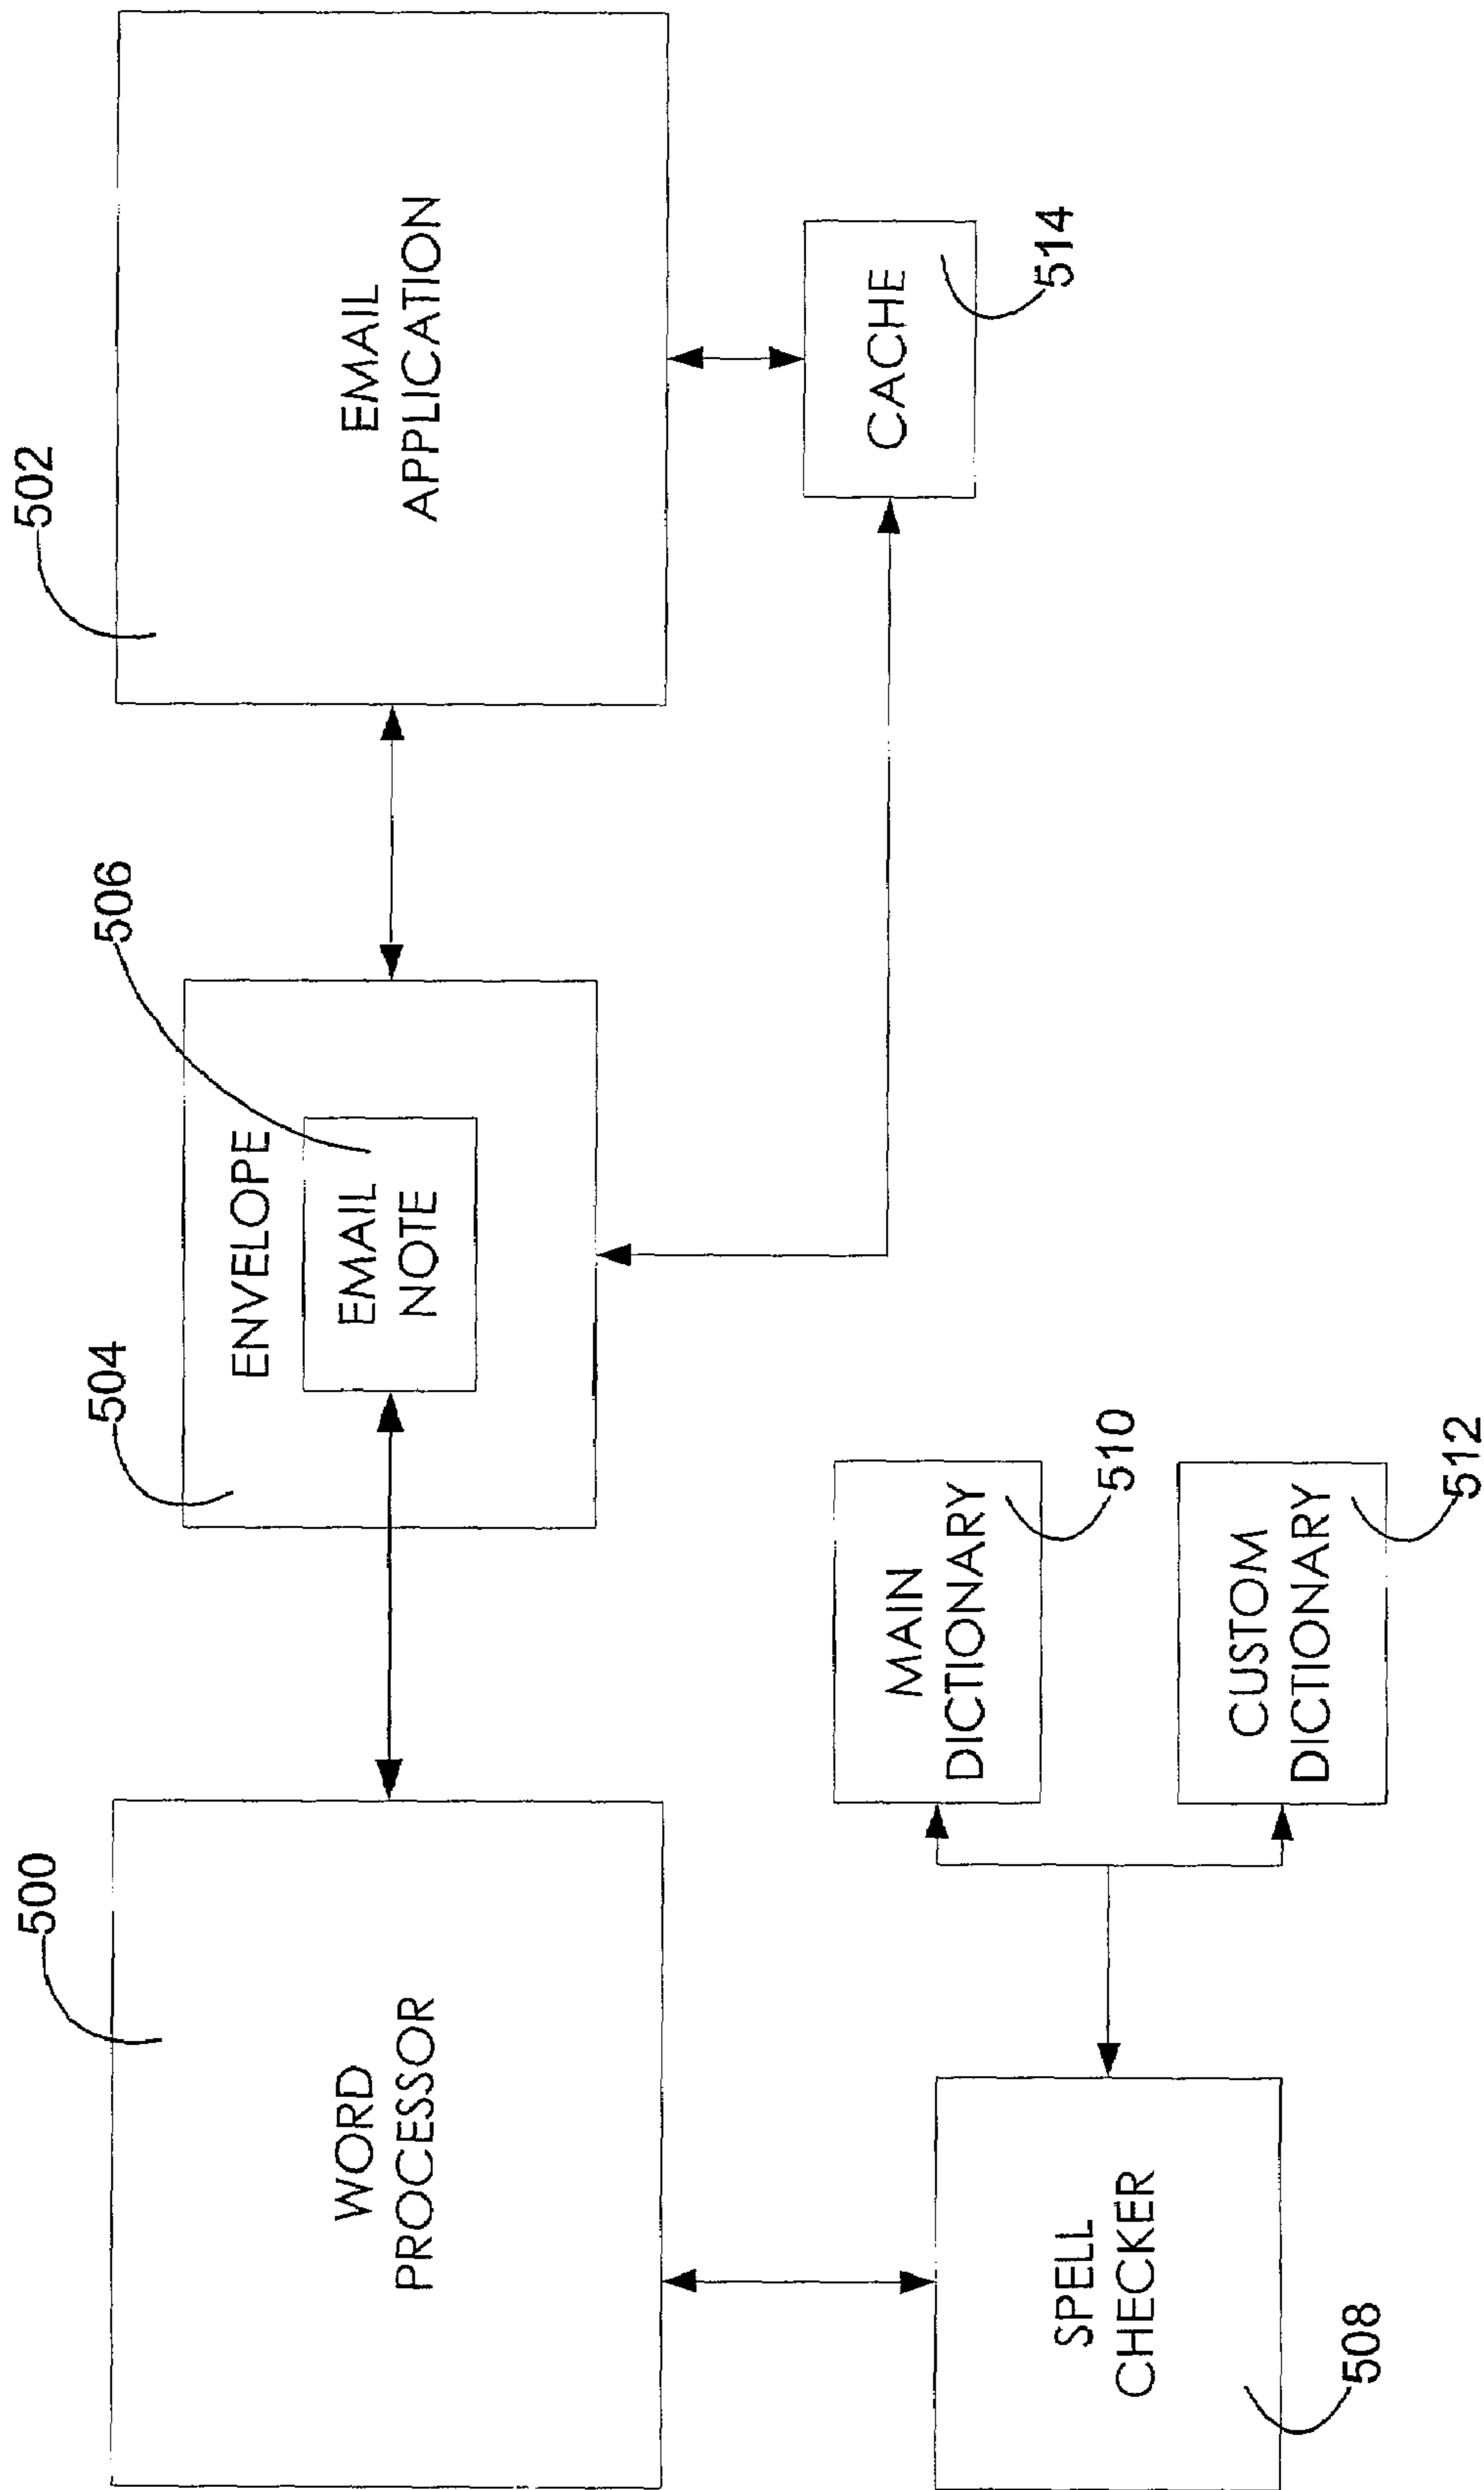 500
WORD
PROCESSOR
504
ENVELOPE
506
EMAIL
NOTE
502
EMAIL
APPLICATION
508
SPELL
CHECKER
MAIN
DICTIONARY
510
CUSTOM
DICTIONARY
512
CACHE
514